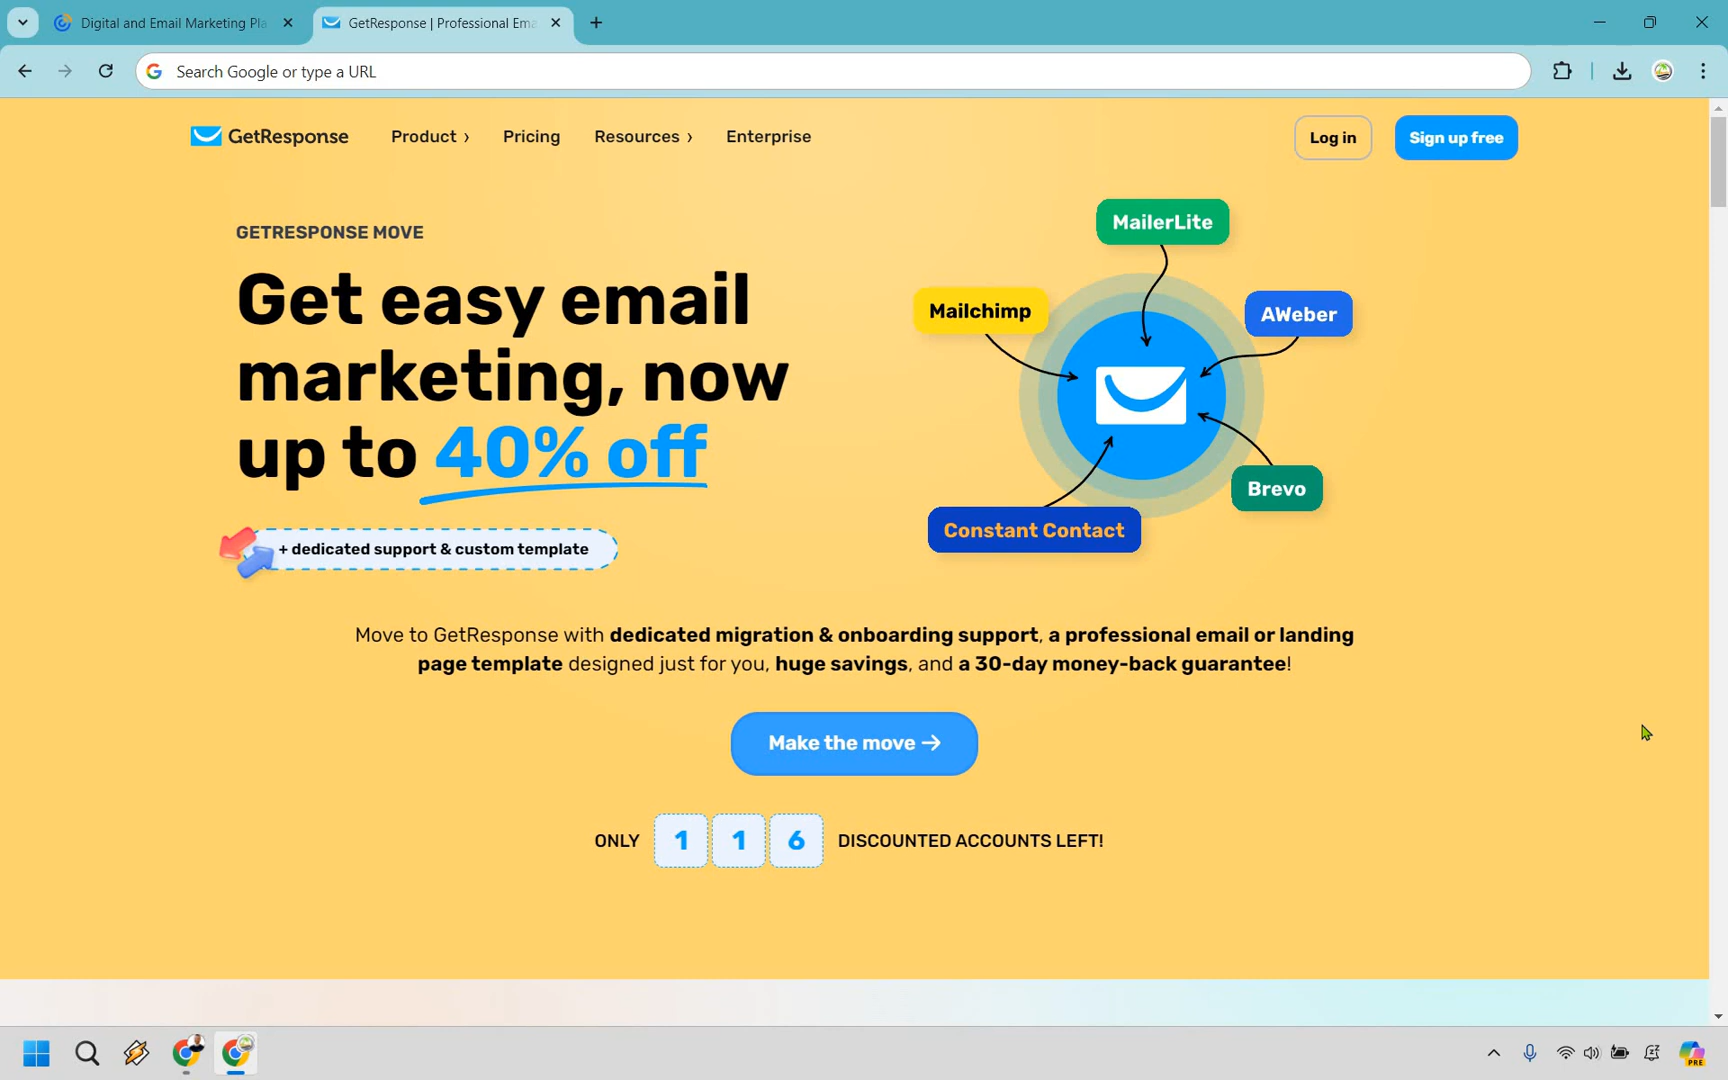 Digital and Email Marketing Pla
GetResponse | Professional Ema
Search Google or type a URL
GetResponse
Product ›
Pricing
Resources ›
Enterprise
Log in
Sign up free
GETRESPONSE MOVE
Get easy email
marketing, now
up to 40% off
+ dedicated support & custom template
MailerLite
Mailchimp
AWeber
Brevo
Constant Contact
Move to GetResponse with dedicated migration & onboarding support, a professional email or landing
page template designed just for you, huge savings, and a 30-day money-back guarantee!
Make the move →
ONLY 1 1 6 DISCOUNTED ACCOUNTS LEFT!
PRE